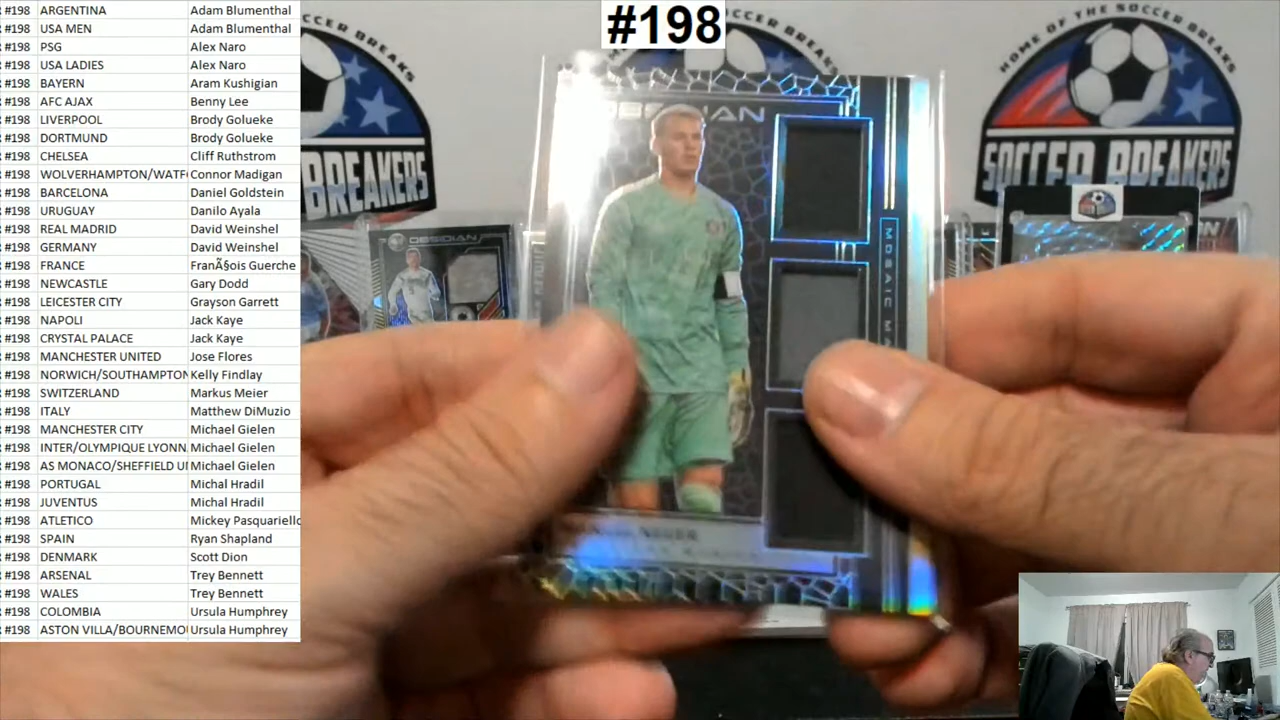 #198
#198 ARGENTINA Adam Blumenthal
#198 USA MEN Adam Blumenthal
#198 PSG Alex Naro
#198 USA LADIES Alex Naro
#198 BAYERN Aram Kushigian
#198 AFC AJAX Benny Lee
#198 LIVERPOOL Brody Golueke
#198 DORTMUND Brody Golueke
#198 CHELSEA Cliff Ruthstrom
#198 WOLVERHAMPTON/WATF Connor Madigan
#198 BARCELONA Daniel Goldstein
#198 URUGUAY Danilo Ayala
#198 REAL MADRID David Weinshel
#198 GERMANY David Weinshel
#198 FRANCE FranÃ§ois Guerche
#198 NEWCASTLE Gary Dodd
#198 LEICESTER CITY Grayson Garrett
#198 NAPOLI Jack Kaye
#198 CRYSTAL PALACE Jack Kaye
#198 MANCHESTER UNITED Jose Flores
#198 NORWICH/SOUTHAMPTON Kelly Findlay
#198 SWITZERLAND Markus Meier
#198 ITALY Matthew DiMuzio
#198 MANCHESTER CITY Michael Gielen
#198 INTER/OLYMPIQUE LYONN Michael Gielen
#198 AS MONACO/SHEFFIELD U Michael Gielen
#198 PORTUGAL Michal Hradil
#198 JUVENTUS Michal Hradil
#198 ATLETICO Mickey Pasquariello
#198 SPAIN Ryan Shapland
#198 DENMARK Scott Dion
#198 ARSENAL Trey Bennett
#198 WALES Trey Bennett
#198 COLOMBIA Ursula Humphrey
#198 ASTON VILLA/BOURNEMO Ursula Humphrey
CCER BREAKS
BREAKERS
OBSIDIAN
OBSIDIAN
MOSAIC MA
NEUER
HOME OF THE SOCCER BREAKS
SOCCER BREAKERS